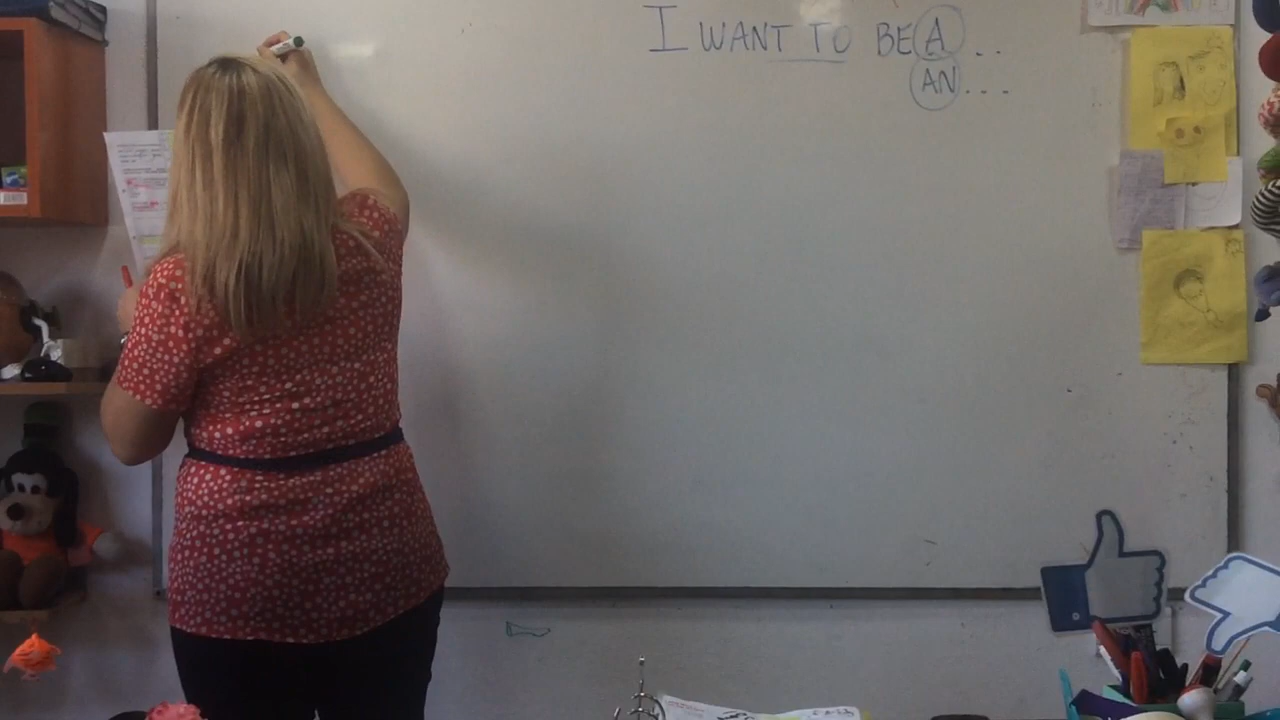 I WANT TO BE A . . .
AN . . .